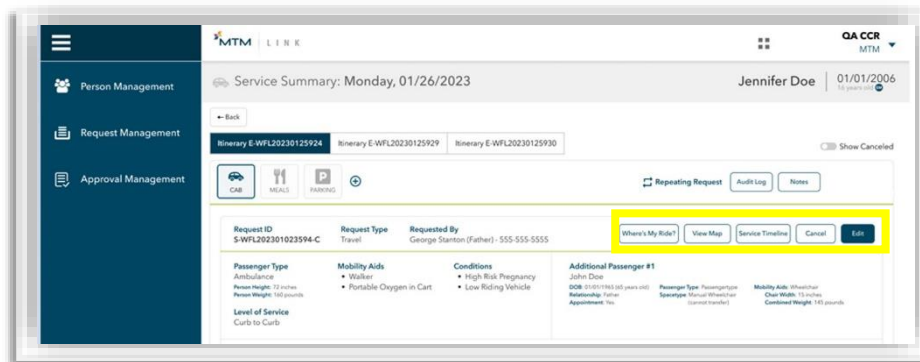 MTM LINK
QA CCR
MTM
Person Management
Request Management
Approval Management
Service Summary: Monday, 01/26/2023
Jennifer Doe
01/01/2006
16 years old
← Back
Itinerary E-WFL20230125924 Itinerary E-WFL20230125929 Itinerary E-WFL20230125930
Show Canceled
CAB MEALS PARKING
Repeating Request Audit Log Notes
Request ID Request Type Requested By
S-WFL202301023594-C Travel George Stanton (Father) - 555-555-5555
Where's My Ride? View Map Service Timeline Cancel Edit
Passenger Type Mobility Aids Conditions Additional Passenger #1
Ambulance • Walker • High Risk Pregnancy John Doe
Person Height: 72 inches • Portable Oxygen in Cart • Low Riding Vehicle DOB: 01/01/1963 (60 years old) Passenger Type: Passengertype Mobility Aids: Wheelchair
Person Weight: 160 pounds Relationship: Father Spacetype: Manual Wheelchair Chair Width: 15 inches
Appointment: Yes (cannot transfer) Combined Weight: 145 pounds
Level of Service
Curb to Curb